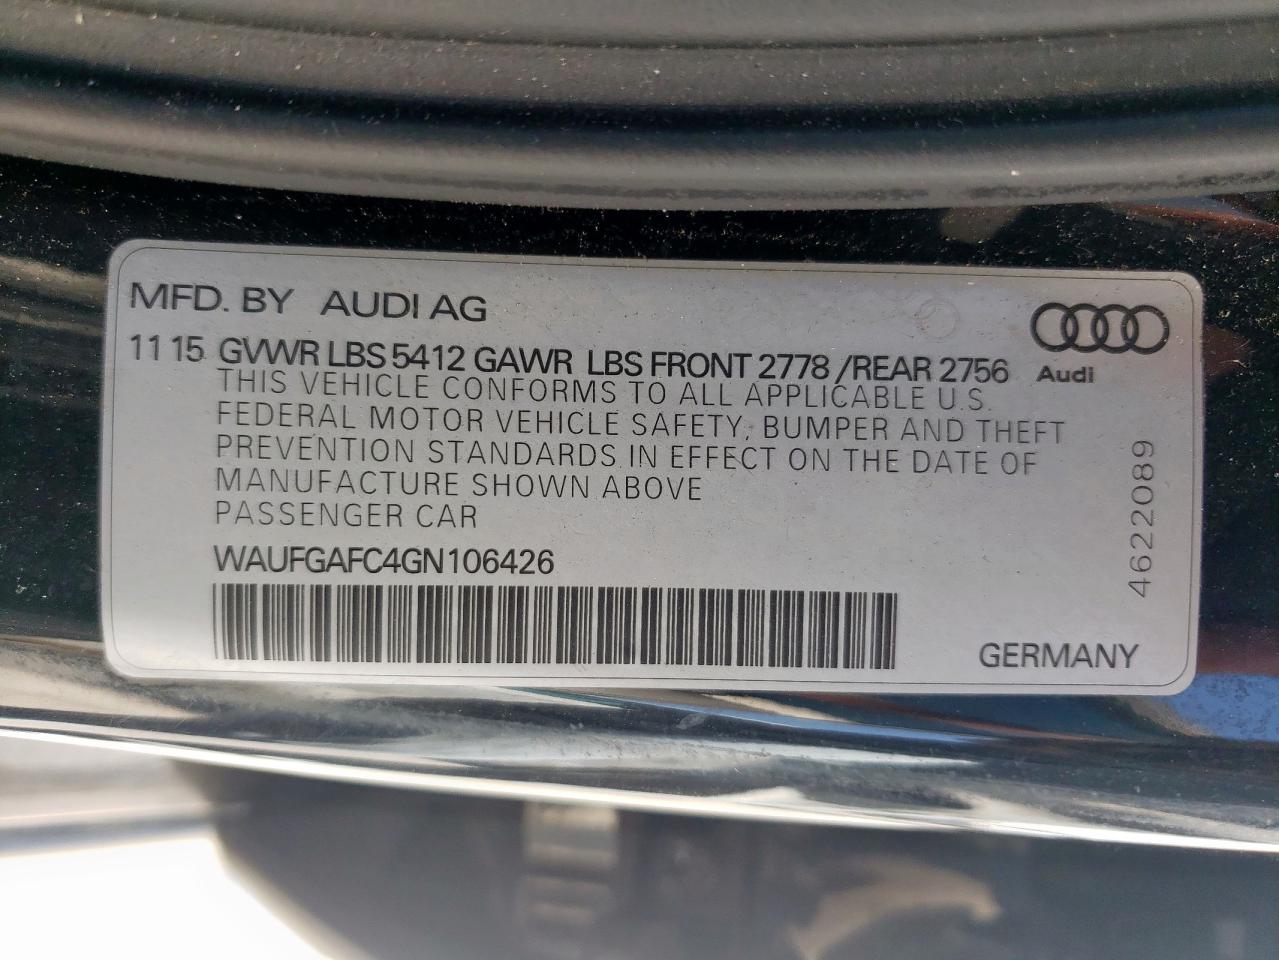 MFD. BY AUDI AG
11 15 GVWR LBS 5412 GAWR LBS FRONT 2778 /REAR 2756
Audi
THIS VEHICLE CONFORMS TO ALL APPLICABLE U.S.
FEDERAL MOTOR VEHICLE SAFETY, BUMPER AND THEFT
PREVENTION STANDARDS IN EFFECT ON THE DATE OF
MANUFACTURE SHOWN ABOVE
PASSENGER CAR
WAUFGAFC4GN106426
4622089
GERMANY